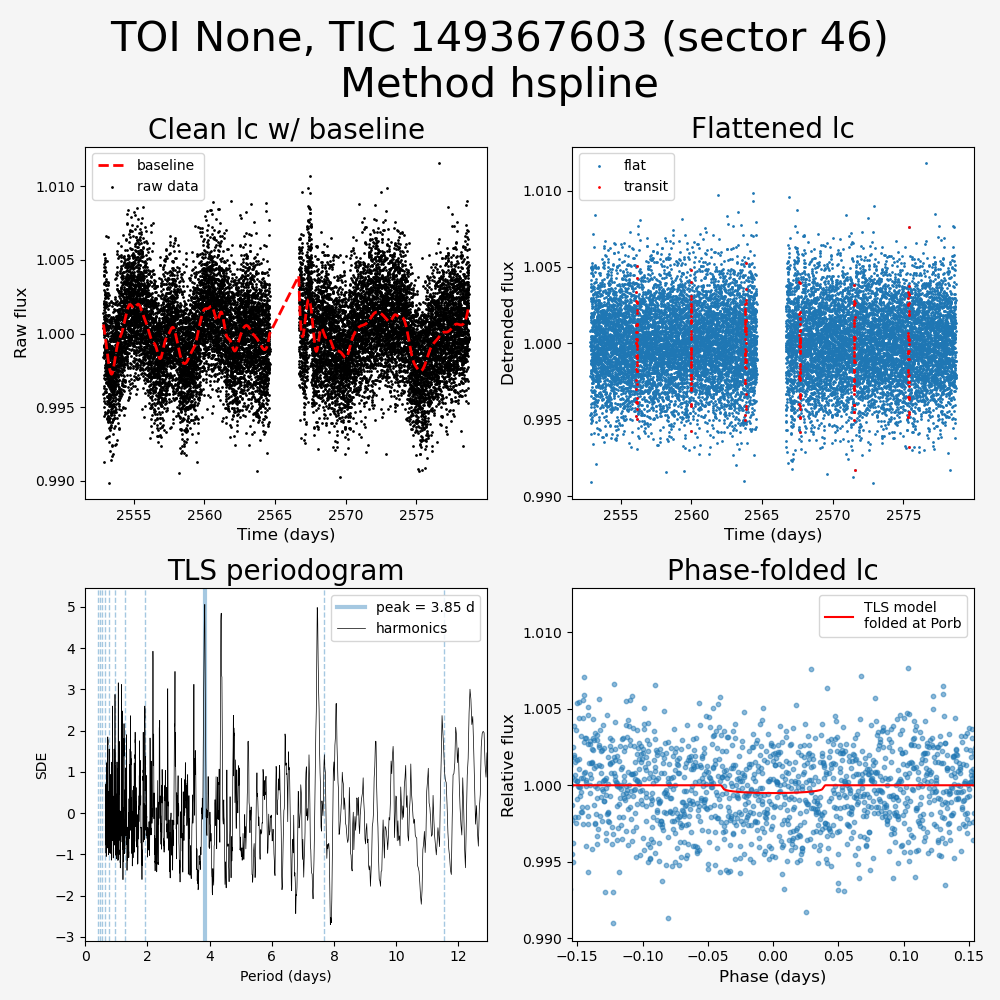 TOI None, TIC 149367603 (sector 46)
Method hspline
Clean lc w/ baseline
baseline
raw data
Raw flux
1.010
1.005
1.000
0.995
0.990
2555 2560 2565 2570 2575
Time (days)
Flattened lc
flat
transit
Detrended flux
1.010
1.005
1.000
0.995
0.990
2555 2560 2565 2570 2575
Time (days)
TLS periodogram
peak = 3.85 d
harmonics
SDE
5
4
3
2
1
0
−1
−2
−3
0 2 4 6 8 10 12
Period (days)
Phase-folded lc
TLS model
folded at Porb
Relative flux
1.010
1.005
1.000
0.995
0.990
−0.15 −0.10 −0.05 0.00 0.05 0.10 0.15
Phase (days)